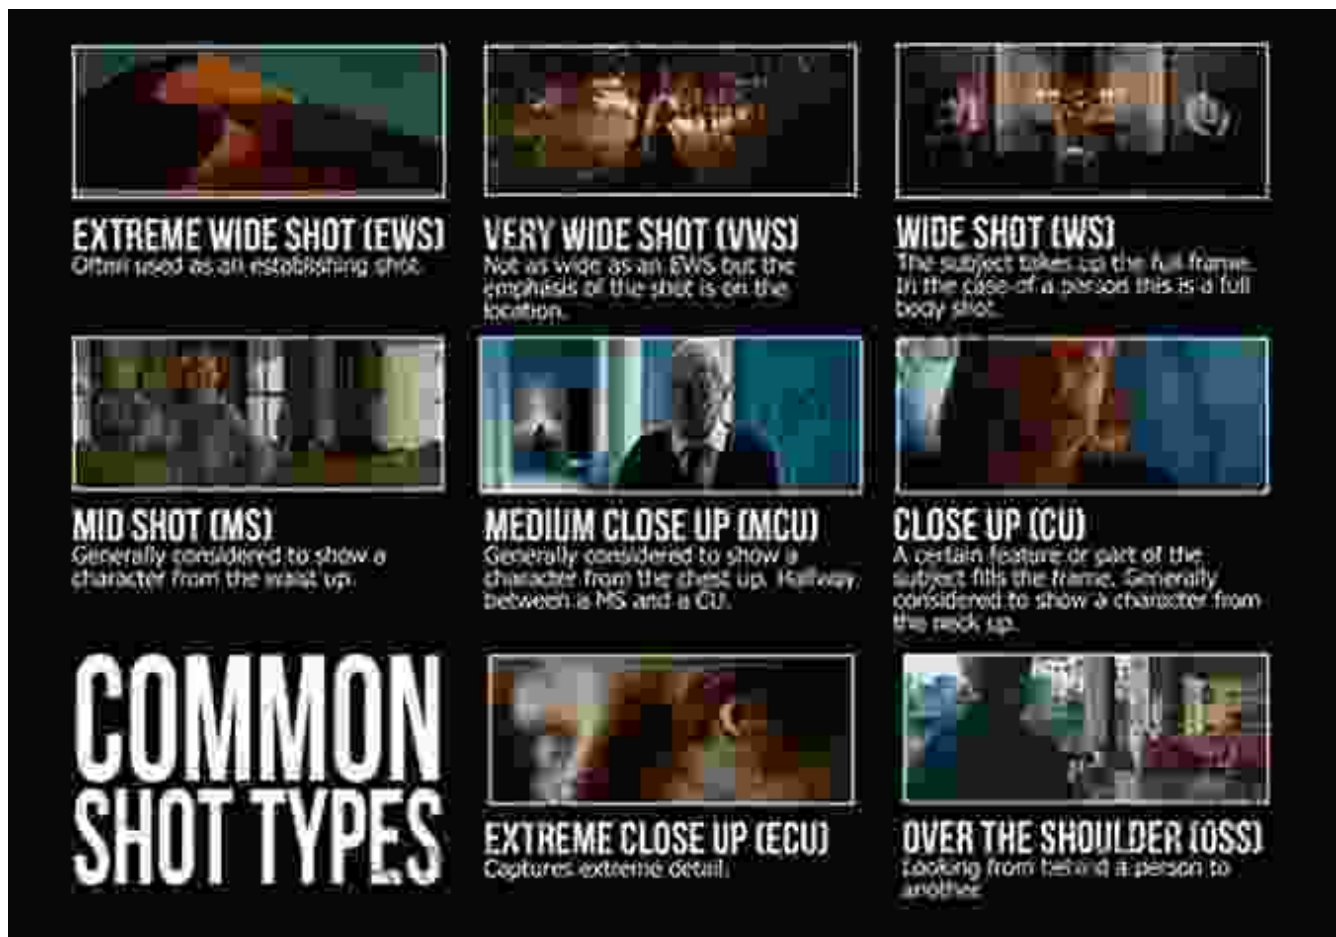 EXTREME WIDE SHOT (EWS)
Often used as an establishing shot.
VERY WIDE SHOT (VWS)
Not as wide as an EWS but the
emphasis of the shot is on the
location.
WIDE SHOT (WS)
The subject takes up the full frame.
In the case of a person this is a full
body shot.
MID SHOT (MS)
Generally considered to show a
character from the waist up.
MEDIUM CLOSE UP (MCU)
Generally considered to show a
character from the chest up. Halfway
between a MS and a CU.
CLOSE UP (CU)
A certain feature or part of the
subject fills the frame. Generally
considered to show a character from
the neck up.
COMMON
SHOT TYPES
EXTREME CLOSE UP (ECU)
Captures extreme detail.
OVER THE SHOULDER (OSS)
Looking from behind a person to
another.